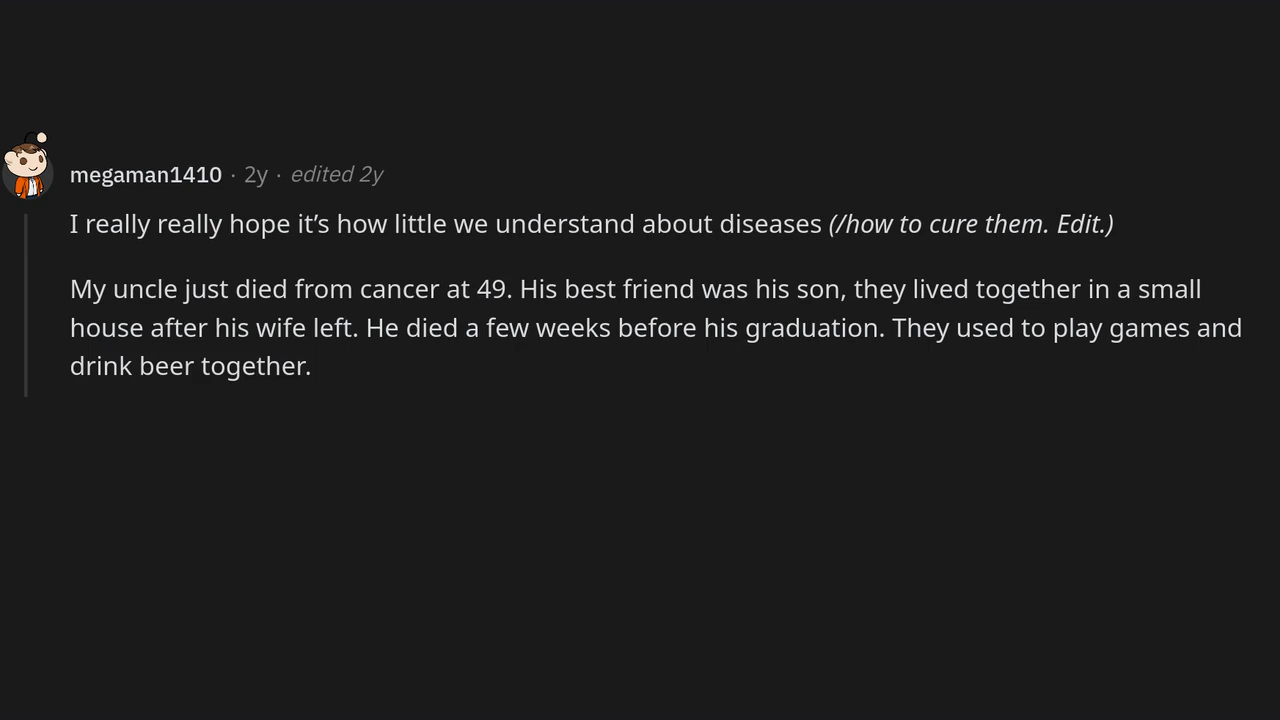 megaman1410 · 2y · edited 2y
I really really hope it’s how little we understand about diseases (/how to cure them. Edit.)
My uncle just died from cancer at 49. His best friend was his son, they lived together in a small
house after his wife left. He died a few weeks before his graduation. They used to play games and
drink beer together.